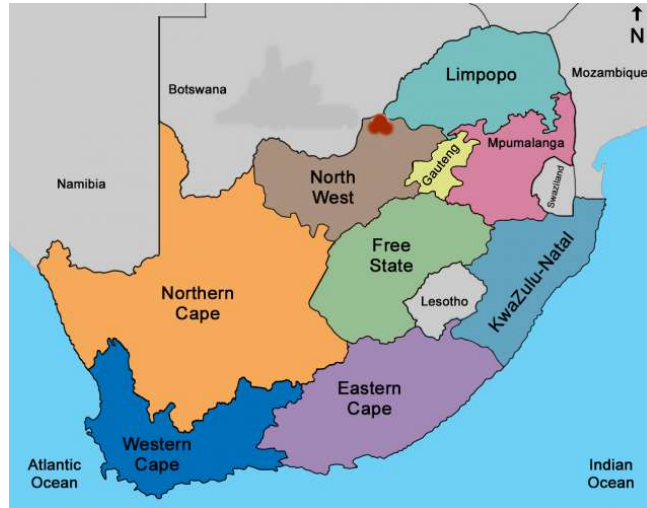 N
Limpopo
Mozambique
Botswana
Mpumalanga
Gauteng
North
West
Swaziland
Namibia
Free
State
KwaZulu-Natal
Northern
Cape
Lesotho
Eastern
Cape
Western
Cape
Atlantic
Ocean
Indian
Ocean